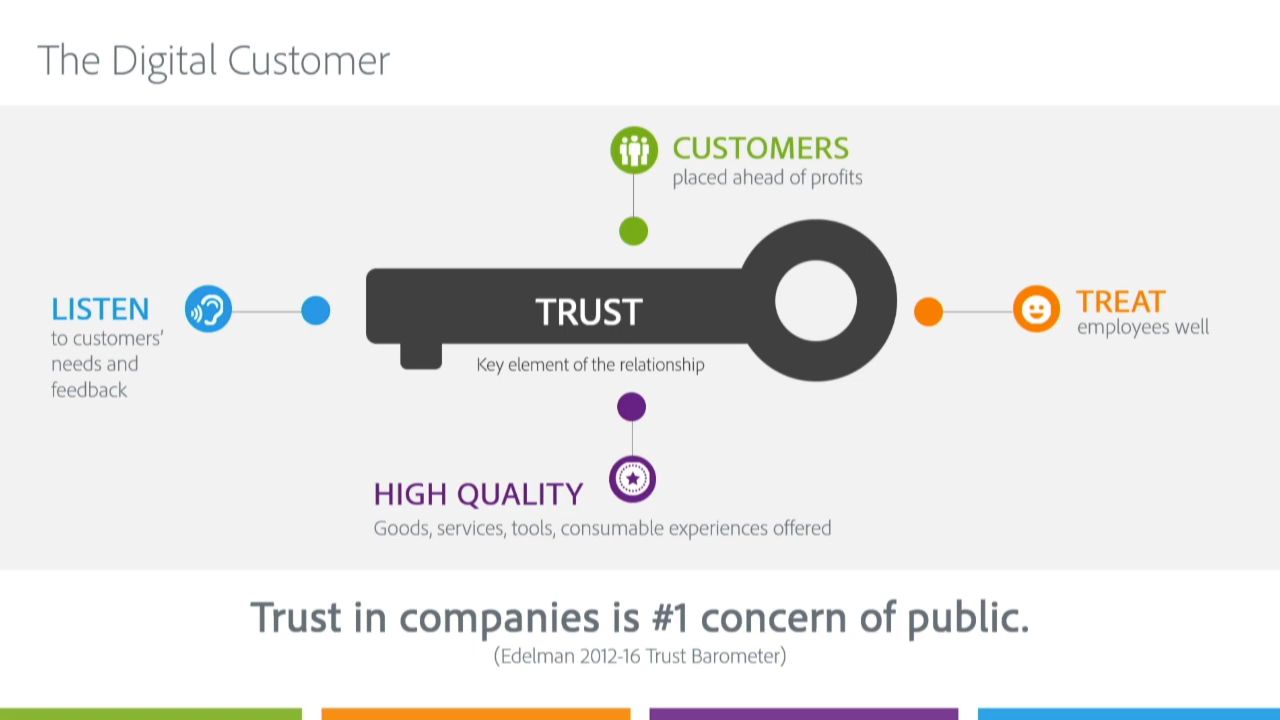 The Digital Customer
CUSTOMERS
placed ahead of profits
LISTEN
to customers’
needs and
feedback
TRUST
Key element of the relationship
TREAT
employees well
HIGH QUALITY
Goods, services, tools, consumable experiences offered
Trust in companies is #1 concern of public.
(Edelman 2012-16 Trust Barometer)